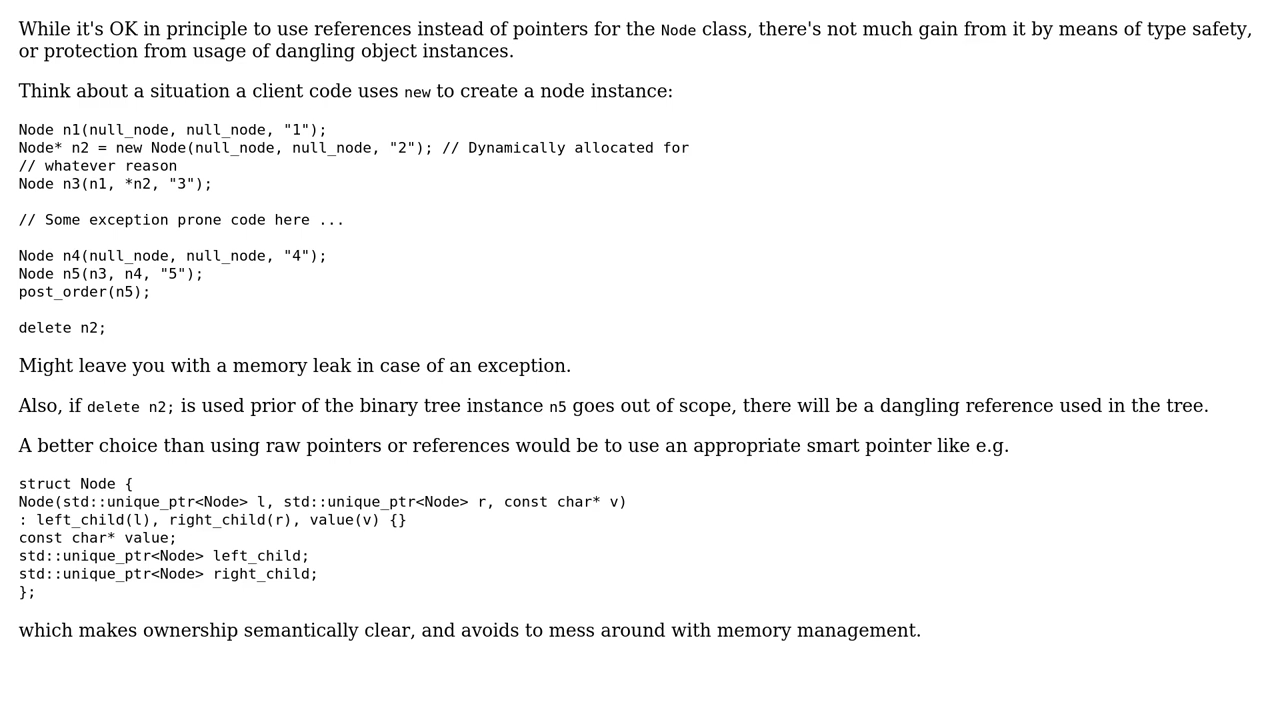 While it's OK in principle to use references instead of pointers for the Node class, there's not much gain from it by means of type safety,
or protection from usage of dangling object instances.
Think about a situation a client code uses new to create a node instance:
Node n1(null_node, null_node, "1");
Node* n2 = new Node(null_node, null_node, "2"); // Dynamically allocated for
// whatever reason
Node n3(n1, *n2, "3");
// Some exception prone code here ...
Node n4(null_node, null_node, "4");
Node n5(n3, n4, "5");
post_order(n5);
delete n2;
Might leave you with a memory leak in case of an exception.
Also, if delete n2; is used prior of the binary tree instance n5 goes out of scope, there will be a dangling reference used in the tree.
A better choice than using raw pointers or references would be to use an appropriate smart pointer like e.g.
struct Node {
Node(std::unique_ptr<Node> l, std::unique_ptr<Node> r, const char* v)
: left_child(l), right_child(r), value(v) {}
const char* value;
std::unique_ptr<Node> left_child;
std::unique_ptr<Node> right_child;
};
which makes ownership semantically clear, and avoids to mess around with memory management.